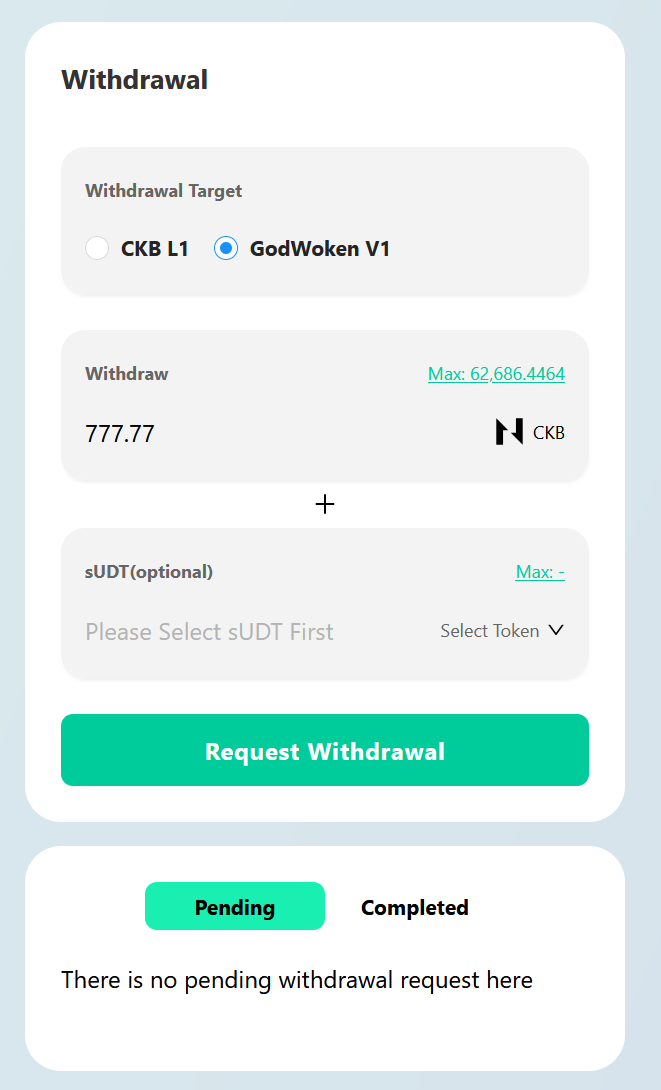 Withdrawal
Withdrawal Target
CKB L1 GodWoken V1
Withdraw Max: 62,686.4464
777.77 CKB
+
sUDT(optional) Max: -
Please Select sUDT First Select Token
Request Withdrawal
Pending Completed
There is no pending withdrawal request here